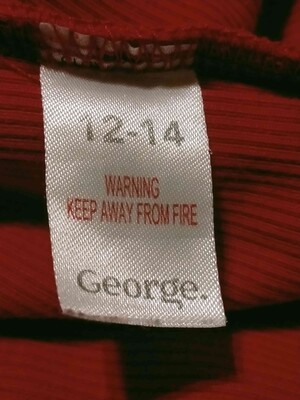 12-14
WARNING
KEEP AWAY FROM FIRE
George.